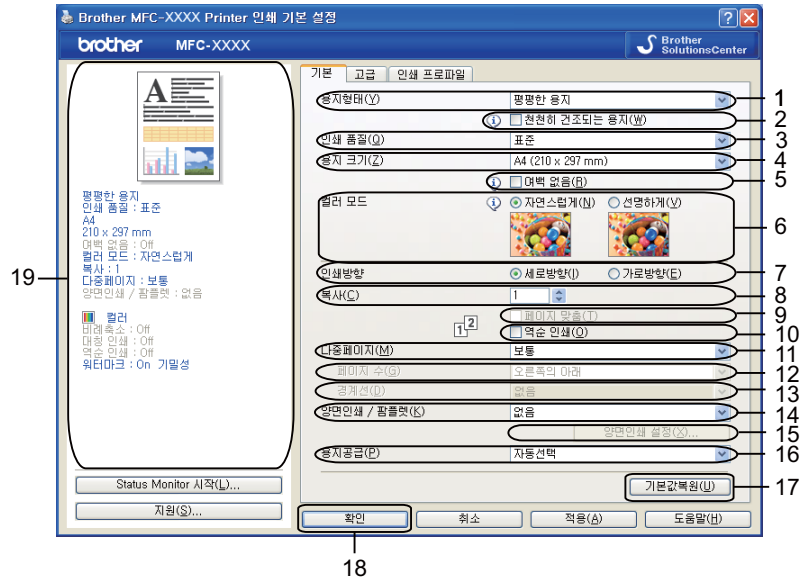 Brother MFC-XXXX Printer 인쇄 기본 설정
brother MFC-XXXX
Brother
SolutionsCenter
기본 고급 인쇄 프로파일
용지형태(Y) 평평한 용지 1
천천히 건조되는 용지(W) 2
인쇄 품질(Q) 표준 3
용지 크기(Z) A4 (210 x 297 mm) 4
여백 없음(R) 5
컬러 모드 자연스럽게(N) 선명하게(V) 6
인쇄방향 세로방향(I) 가로방향(E) 7
복사(C) 1 8
페이지 맞춤(T) 9
역순 인쇄(O) 10
다중페이지(M) 보통 11
페이지 수(G) 오른쪽의 아래 12
경계선(D) 없음 13
양면인쇄 / 팜플렛(K) 없음 14
양면인쇄 설정(X)... 15
용지공급(P) 자동선택 16
기본값복원(U) 17
A
평평한 용지
인쇄 품질 : 표준
A4
210 x 297 mm
여백 없음 : Off
컬러 모드 : 자연스럽게
복사 : 1
다중페이지 : 보통
양면인쇄 / 팜플렛 : 없음
컬러
비례축소 : Off
대칭 인쇄 : Off
역순 인쇄 : Off
워터마크 : On 기밀성
19
1 2
Status Monitor 시작(L)...
지원(S)...
확인 취소 적용(A) 도움말(H)
18